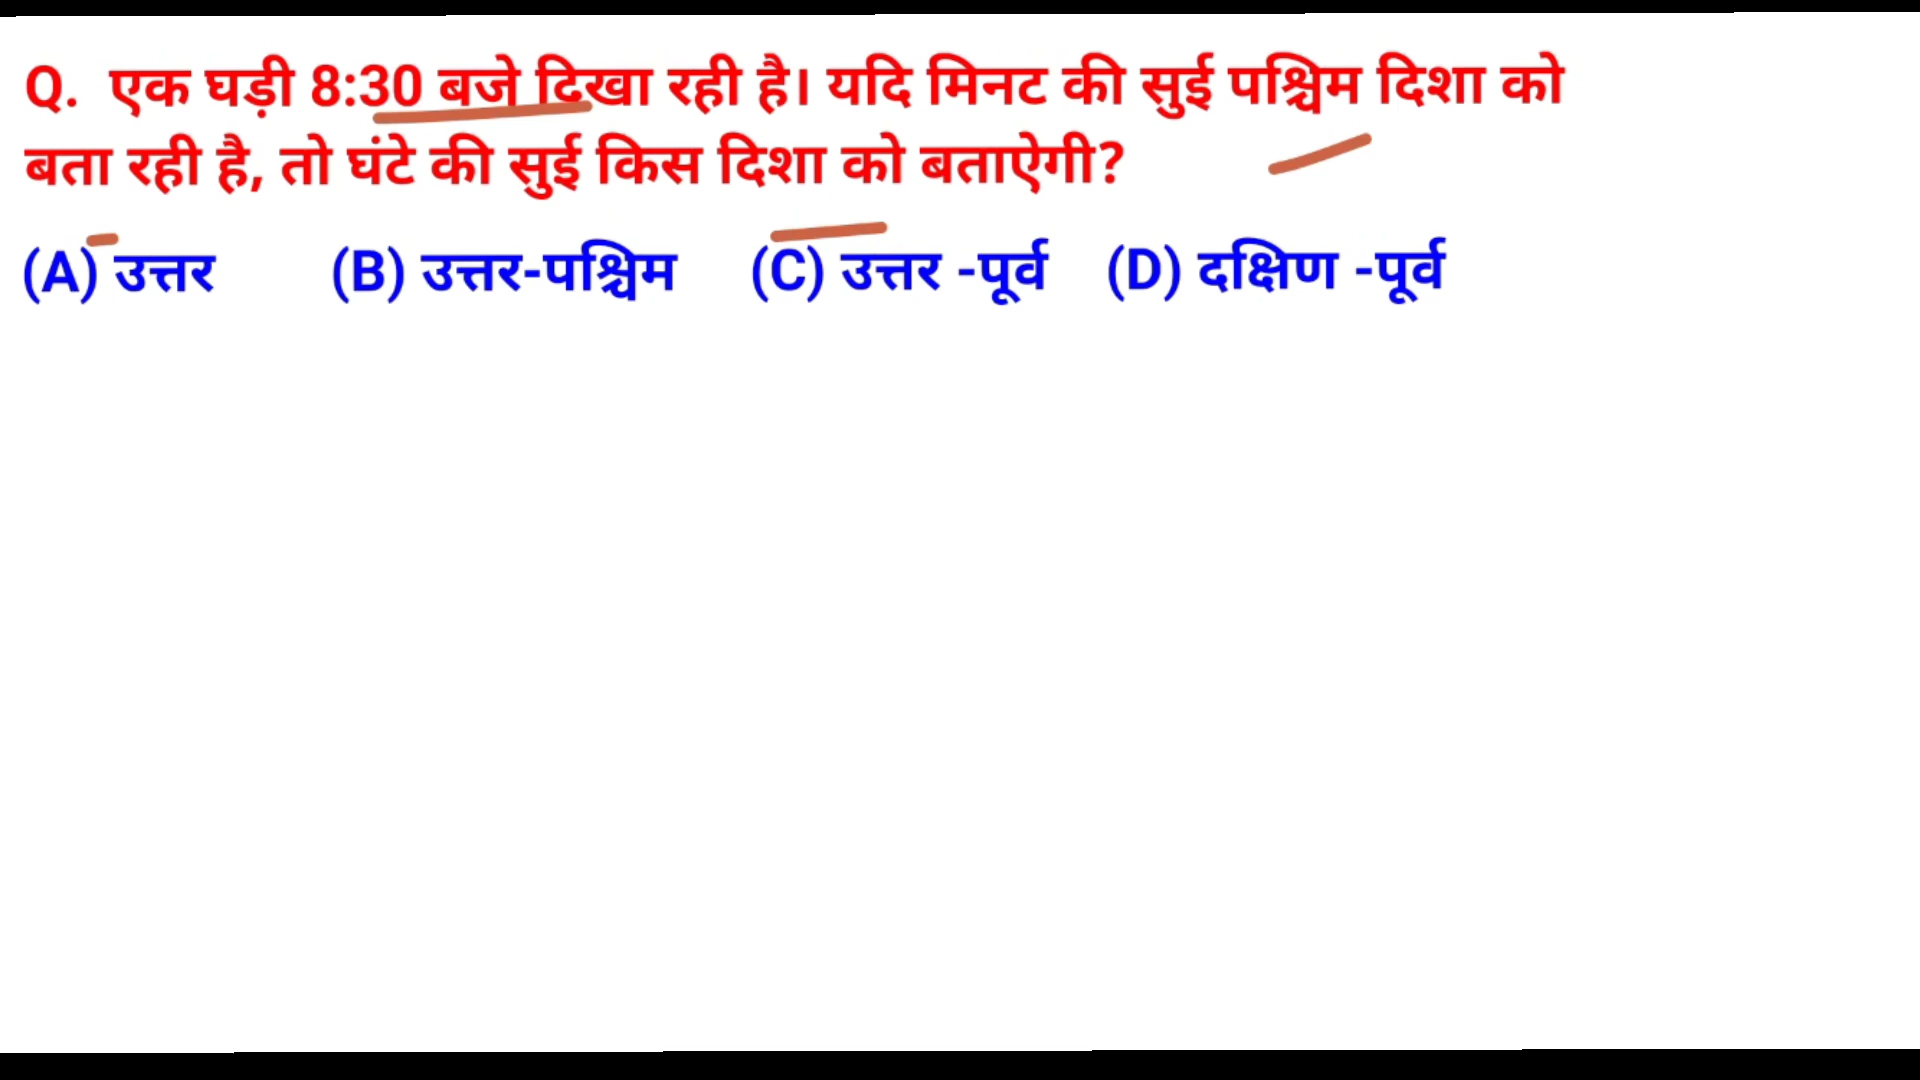 Q. एक घड़ी 8:30 बजे दिखा रही है। यदि मिनट की सुई पश्चिम दिशा को
बता रही है, तो घंटे की सुई किस दिशा को बताऐगी?
(A) उत्तर (B) उत्तर-पश्चिम (C) उत्तर -पूर्व (D) दक्षिण -पूर्व